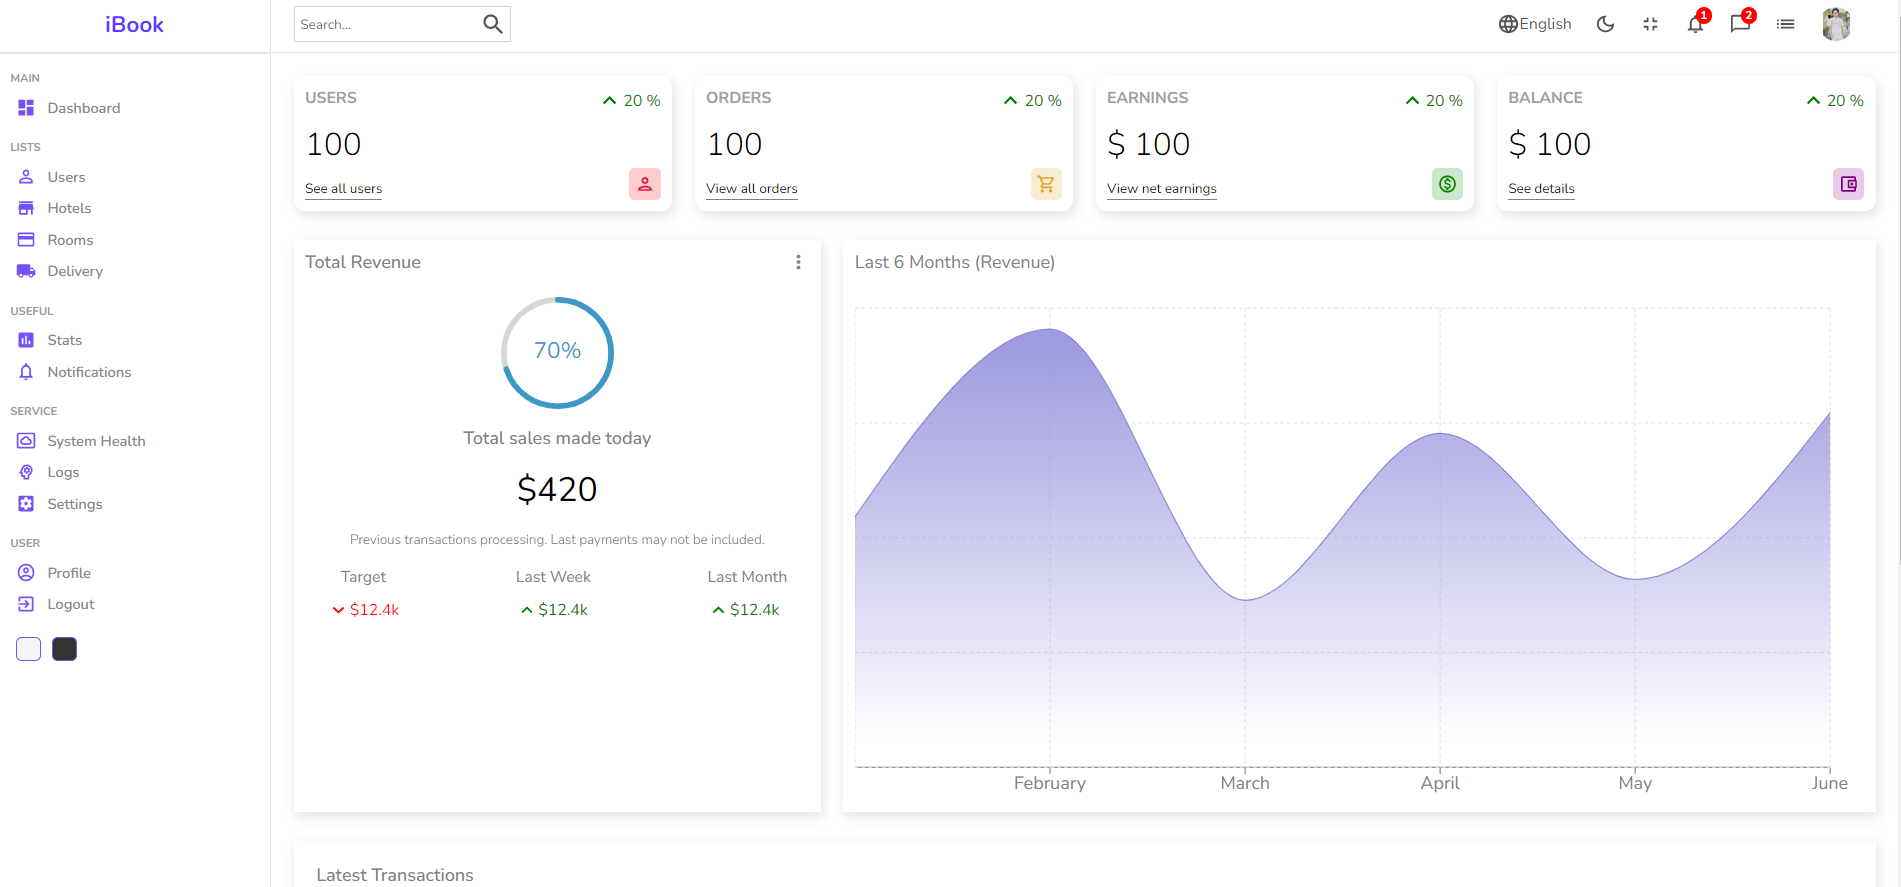 iBook
Search...
English
1
2
MAIN
Dashboard
LISTS
Users
Hotels
Rooms
Delivery
USEFUL
Stats
Notifications
SERVICE
System Health
Logs
Settings
USER
Profile
Logout
USERS
20 %
100
See all users
ORDERS
20 %
100
View all orders
EARNINGS
20 %
$ 100
View net earnings
BALANCE
20 %
$ 100
See details
Total Revenue
70%
Total sales made today
$420
Previous transactions processing. Last payments may not be included.
Target
Last Week
Last Month
$12.4k
$12.4k
$12.4k
Last 6 Months (Revenue)
February
March
April
May
June
Latest Transactions